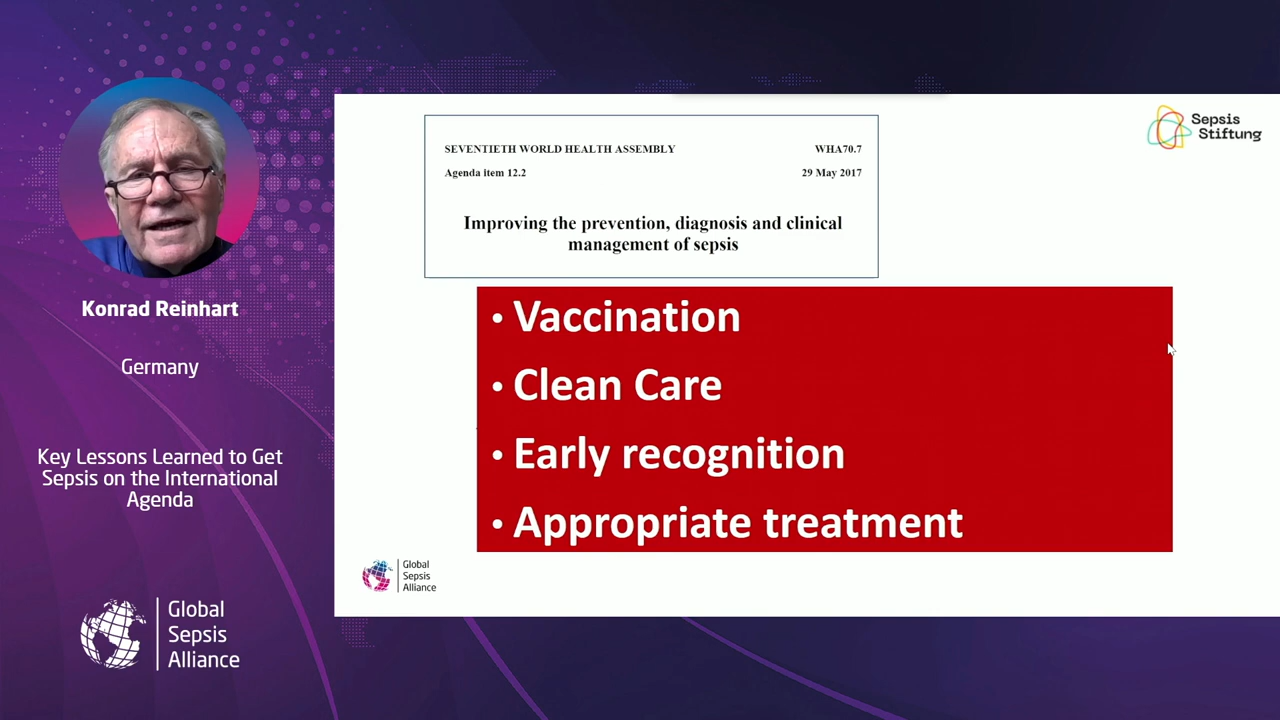 Konrad Reinhart
Germany
Key Lessons Learned to Get
Sepsis on the International
Agenda
Global
Sepsis
Alliance
SEVENTIETH WORLD HEALTH ASSEMBLY WHA70.7
Agenda item 12.2 29 May 2017
Improving the prevention, diagnosis and clinical
management of sepsis
Sepsis
Stiftung
• Vaccination
• Clean Care
• Early recognition
• Appropriate treatment
Global
Sepsis
Alliance